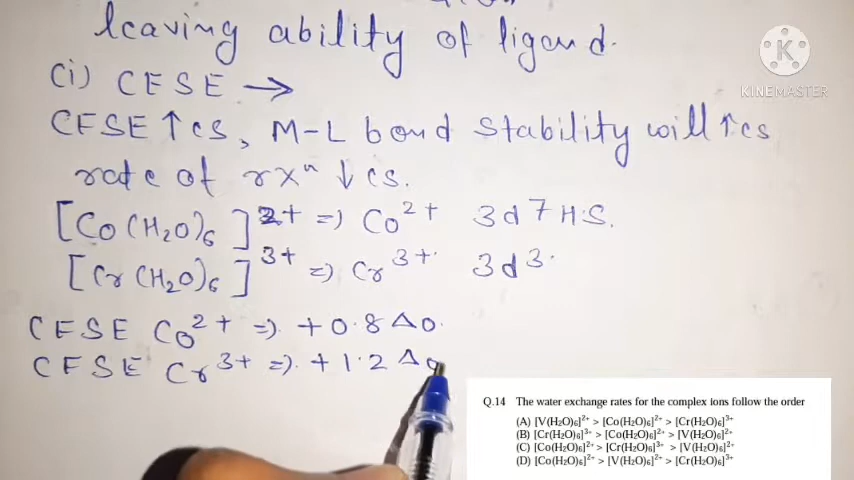 leaving ability of ligand.
K
KINEMASTER
(i) CFSE →
CFSE ↑es, M-L bond stability will ↑es
rate of rxⁿ ↓es.
[Co(H₂O)₆]²⁺ ⇒ Co²⁺ 3d⁷ H.S.
[Cr(H₂O)₆]³⁺ ⇒ Cr³⁺ 3d³.
CFSE Co²⁺ ⇒ +0.8 Δo.
CFSE Cr³⁺ ⇒ +1.2 Δo
Q.14 The water exchange rates for the complex ions follow the order
(A) [V(H₂O)₆]²⁺ > [Co(H₂O)₆]²⁺ > [Cr(H₂O)₆]³⁺
(B) [Cr(H₂O)₆]³⁺ > [Co(H₂O)₆]²⁺ > [V(H₂O)₆]²⁺
(C) [Co(H₂O)₆]²⁺ > [Cr(H₂O)₆]³⁺ > [V(H₂O)₆]²⁺
(D) [Co(H₂O)₆]²⁺ > [V(H₂O)₆]²⁺ > [Cr(H₂O)₆]³⁺